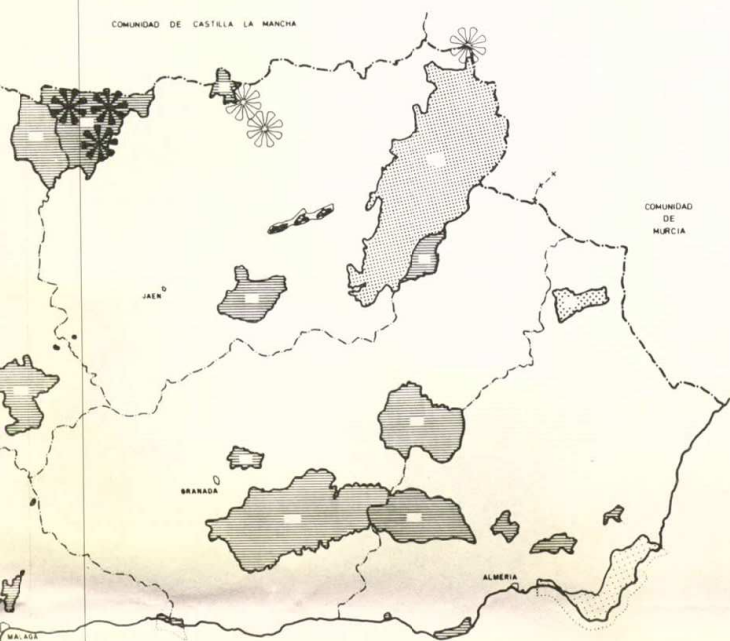 COMUNIDAD DE CASTILLA LA MANCHA
COMUNIDAD
DE
MURCIA
JAEN
GRANADA
ALMERIA
MALAGA